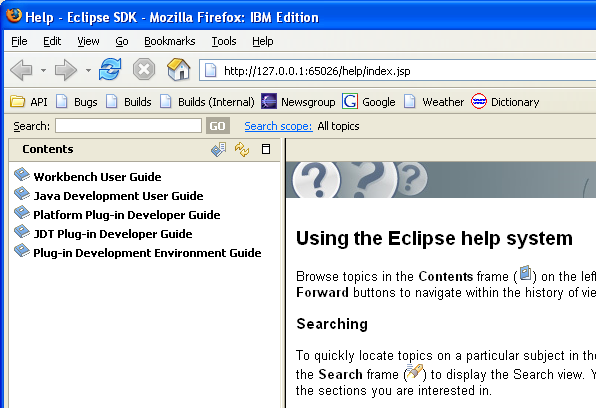 Help - Eclipse SDK - Mozilla Firefox: IBM Edition
File Edit View Go Bookmarks Tools Help
http://127.0.0.1:65026/help/index.jsp
API Bugs Builds Builds (Internal) Newsgroup Google Weather Dictionary
Search: GO Search scope: All topics
Contents
Workbench User Guide
Java Development User Guide
Platform Plug-in Developer Guide
JDT Plug-in Developer Guide
Plug-in Development Environment Guide
Using the Eclipse help system
Browse topics in the Contents frame ( ) on the left
Forward buttons to navigate within the history of vie
Searching
To quickly locate topics on a particular subject in the
the Search frame ( ) to display the Search view. Y
the sections you are interested in.